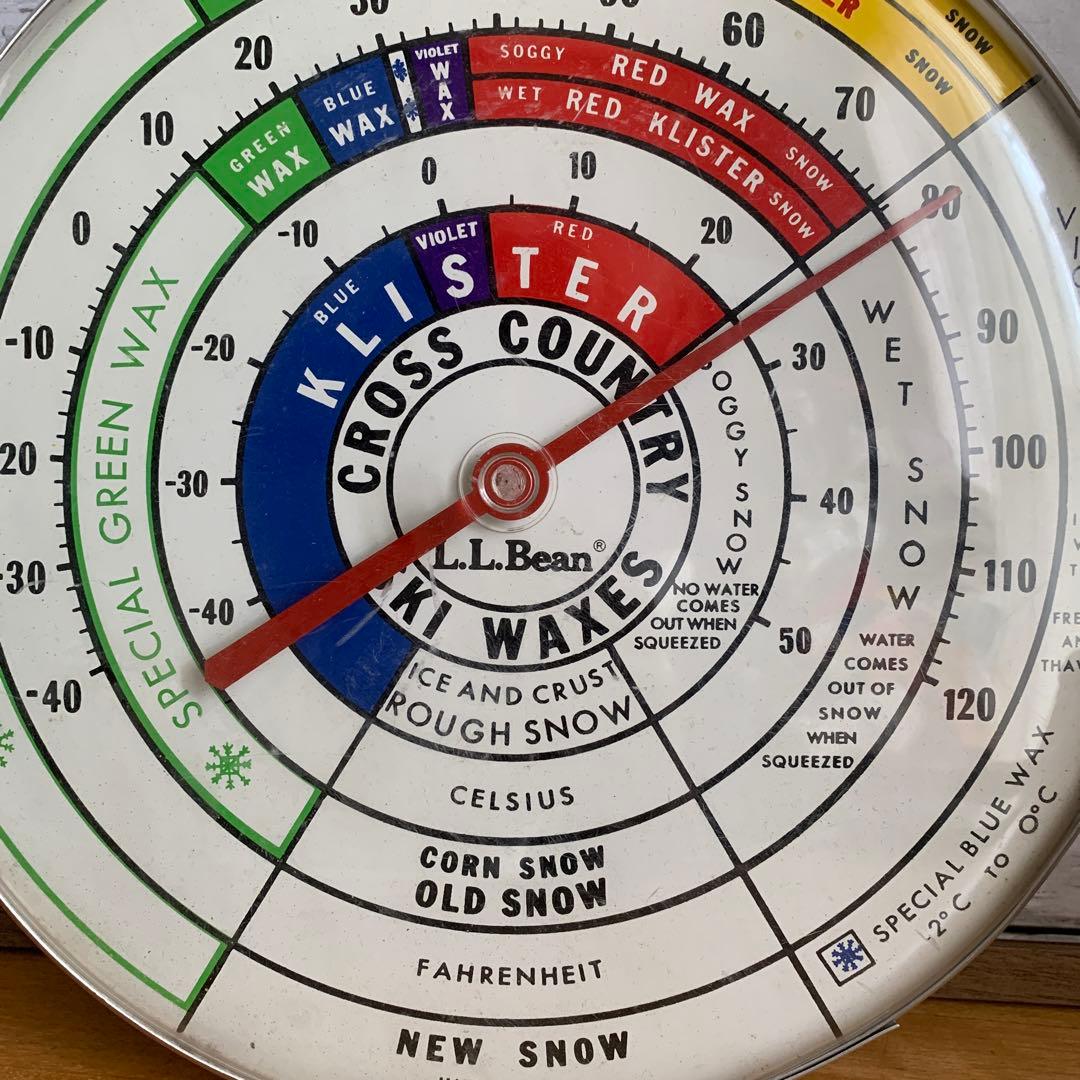 SNOW
SNOW
20
60
10
70
0
80
-10
90
100
-30
110
-40
120
SOGGY RED WAX SNOW
WET RED KLISTER SNOW
VIOLET
WAX
BLUE
WAX
GREEN
WAX
SPECIAL GREEN WAX
0
10
-10
20
-20
30
-30
40
-40
50
BLUE
VIOLET
RED
KLISTER
CROSS COUNTRY
L.L.Bean®
SKI WAXES
OGGY SNOW
NO WATER
COMES
OUT WHEN
SQUEEZED
WET SNOW
WATER
COMES
OUT OF
SNOW
WHEN
SQUEEZED
ICE AND CRUST
ROUGH SNOW
CELSIUS
CORN SNOW
OLD SNOW
FAHRENHEIT
NEW SNOW
SPECIAL BLUE WAX
-2°C TO 0°C